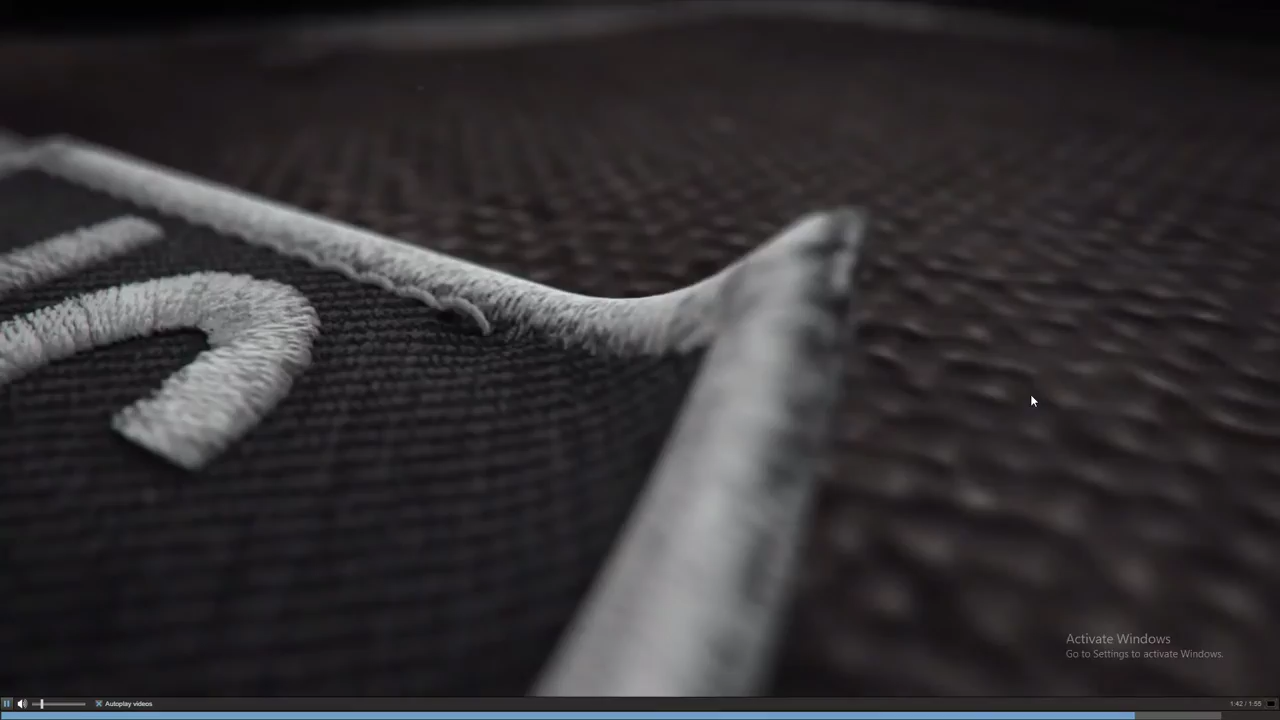 Activate Windows
Go to Settings to activate Windows.
Autoplay videos
1:42 / 1:55